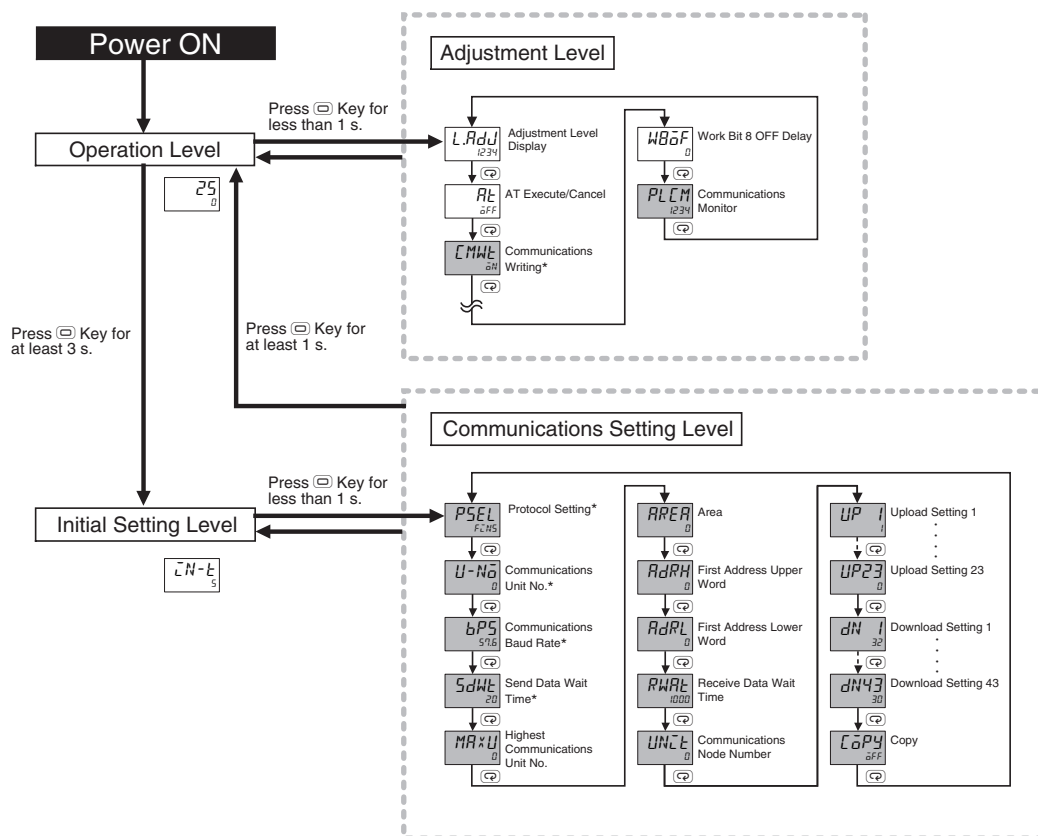 Power ON
Press Key for
less than 1 s.
Operation Level
25
0
Press Key for
at least 3 s.
Press Key for
at least 1 s.
Adjustment Level
L.AdJ
1234
Adjustment Level
Display
At
oFF
AT Execute/Cancel
CMWt
oN
Communications
Writing*
W8oF
0
Work Bit 8 OFF Delay
PLCM
1234
Communications
Monitor
Press Key for
less than 1 s.
Initial Setting Level
iN-t
5
Communications Setting Level
PSEL
FiNS
Protocol Setting*
U-No
0
Communications
Unit No.*
bPS
57.6
Communications
Baud Rate*
SdWt
20
Send Data Wait
Time*
MAxU
0
Highest
Communications
Unit No.
AREA
0
Area
AdRH
0
First Address Upper
Word
AdRL
0
First Address Lower
Word
RWAt
1000
Receive Data Wait
Time
UNit
0
Communications
Node Number
UP 1
1
Upload Setting 1
UP23
0
Upload Setting 23
dN 1
32
Download Setting 1
dN43
30
Download Setting 43
CoPy
oFF
Copy